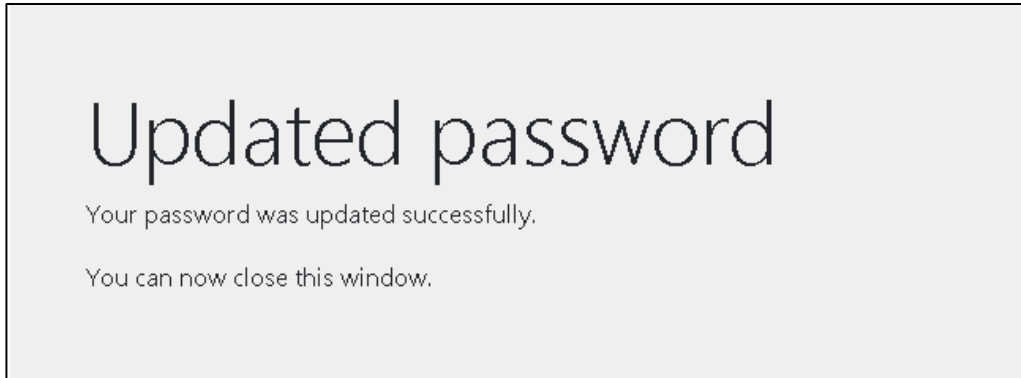 Updated password
Your password was updated successfully.
You can now close this window.